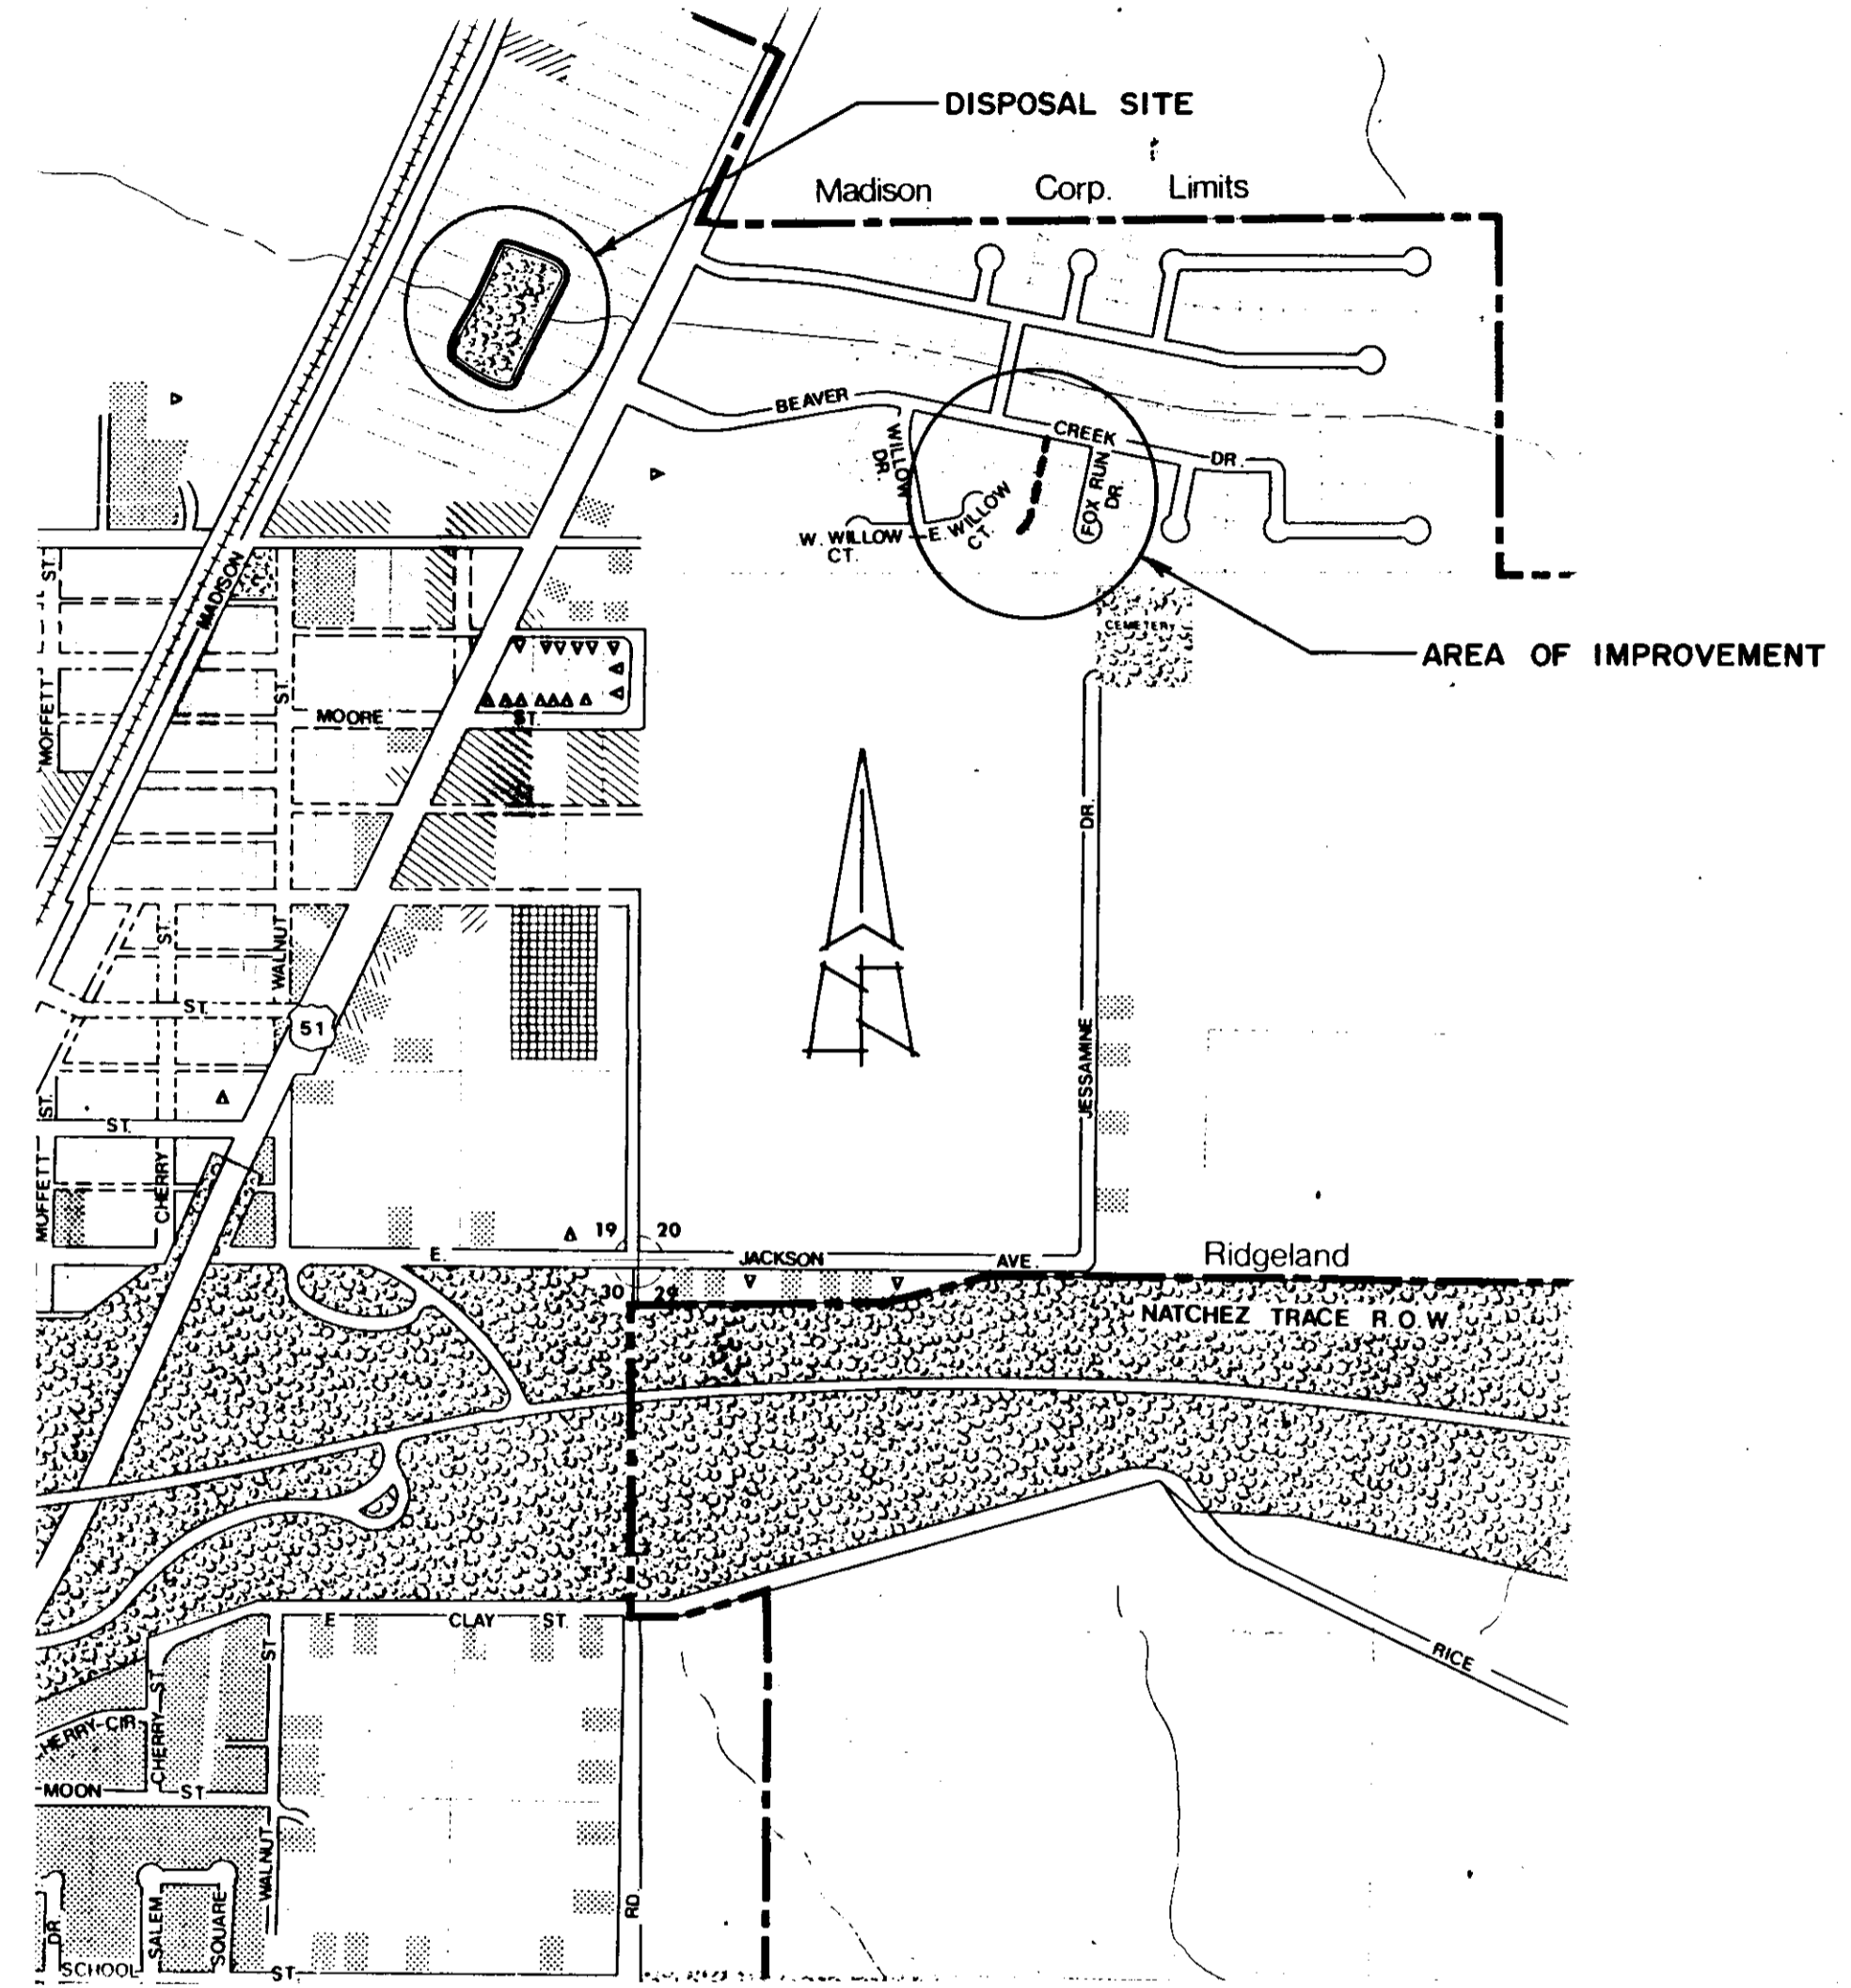 DISPOSAL SITE
Madison Corp. Limits
BEAVER
CREEK
DR.
WILLOW
DR.
FOX RUN
DR.
E. WILLOW
CT.
W. WILLOW
CT.
CEMETERY
AREA OF IMPROVEMENT
MADISON
ST.
MOFFETT
ST.
MOORE
ST.
DR.
N
ST.
WALNUT
ST.
51
JESSAMINE
ST.
ST.
MUFFETT
CHERRY
19
20
E.
JACKSON
AVE.
Ridgeland
30
29
NATCHEZ TRACE R.O.W.
E
CLAY
ST.
ST
ST
RICE
HERRY-CIR.
CHERRY
MOON
ST
WALNUT
RD.
DR.
SALEM
SQUARE
SCHOOL
ST.